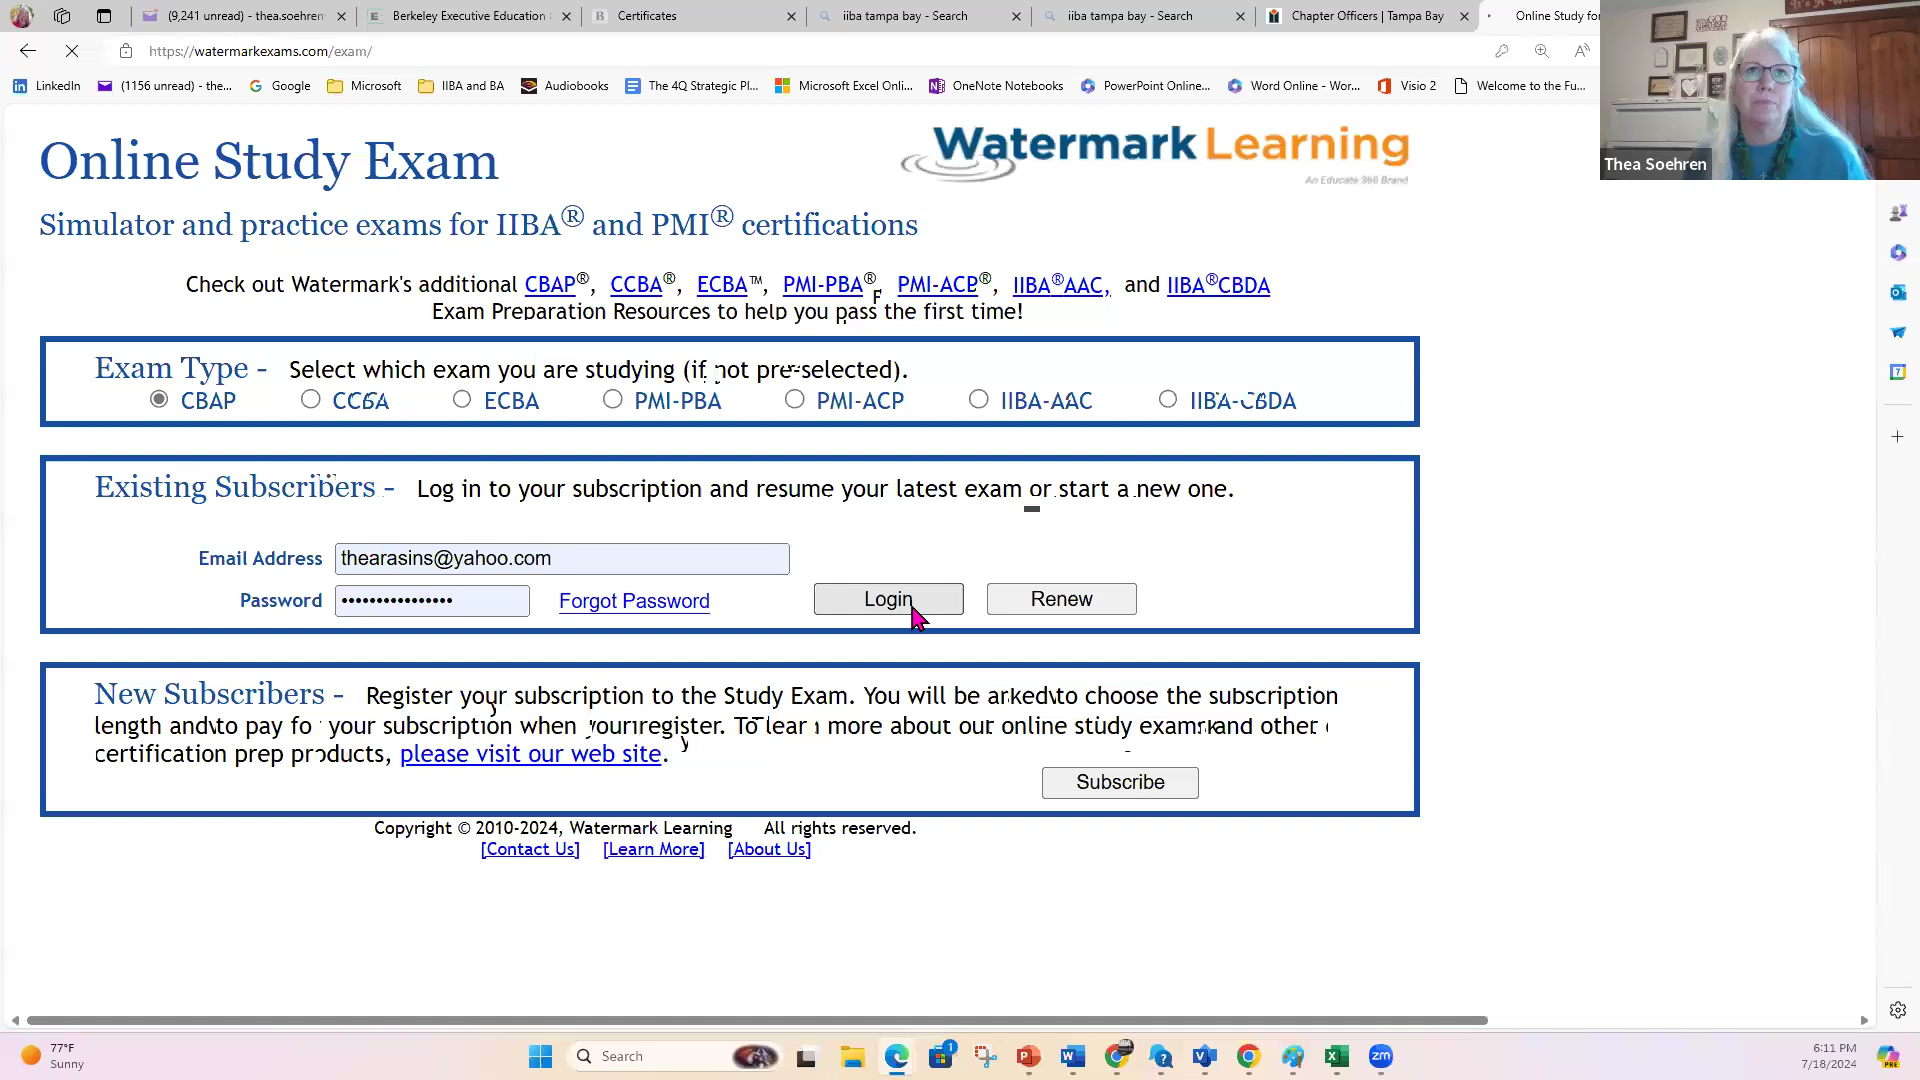 (9,241 unread) - thea.soehren
Berkeley Executive Education
Certificates
iiba tampa bay - Search
iiba tampa bay - Search
Chapter Officers | Tampa Bay
Online Study for
https://watermarkexams.com/exam/
LinkedIn
(1156 unread) - the...
Google
Microsoft
IIBA and BA
Audiobooks
The 4Q Strategic Pl...
Microsoft Excel Onli...
OneNote Notebooks
PowerPoint Online...
Word Online - Wor...
Visio 2
Welcome to the Fu...
Thea Soehren
Online Study Exam
Watermark Learning
An Educate 360 Brand
Simulator and practice exams for IIBA® and PMI® certifications
Check out Watermark's additional CBAP®, CCBA®, ECBA™, PMI-PBA®, PMI-ACP®, IIBA®AAC, and IIBA®CBDA
Exam Preparation Resources to help you pass the first time!
Exam Type - Select which exam you are studying (if not pre-selected).
CBAP CCBA ECBA PMI-PBA PMI-ACP IIBA-AAC IIBA-CBDA
Existing Subscribers - Log in to your subscription and resume your latest exam or start a new one.
Email Address thearasins@yahoo.com
Password •••••••••••••••• Forgot Password Login Renew
New Subscribers - Register your subscription to the Study Exam. You will be asked to choose the subscription
length and to pay for your subscription when you register. To learn more about our online study exams and other
certification prep products, please visit our web site.
Subscribe
Copyright © 2010-2024, Watermark Learning All rights reserved.
[Contact Us] [Learn More] [About Us]
77°F
Sunny
Search
1
zm
6:11 PM
7/18/2024